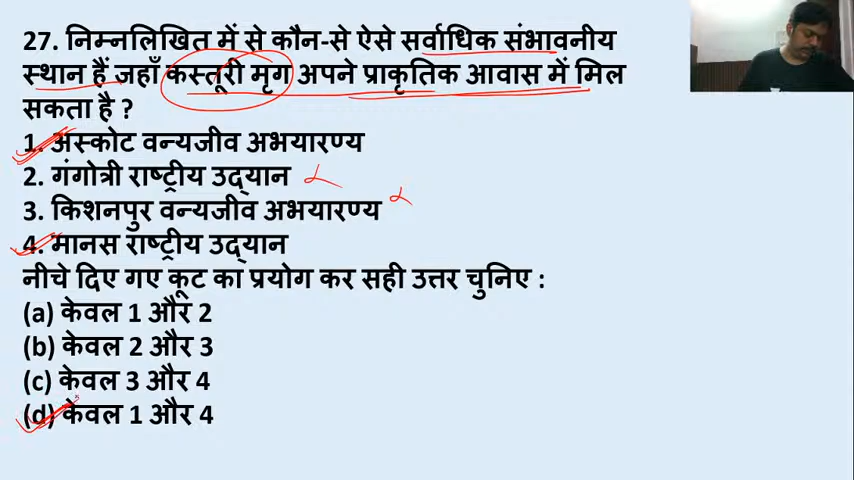 27. निम्नलिखित में से कौन-से ऐसे सर्वाधिक संभावनीय
स्थान हैं जहाँ कस्तूरी मृग अपने प्राकृतिक आवास में मिल
सकता है ?
1. अस्कोट वन्यजीव अभयारण्य
2. गंगोत्री राष्ट्रीय उद्यान
3. किशनपुर वन्यजीव अभयारण्य
4. मानस राष्ट्रीय उद्यान
नीचे दिए गए कूट का प्रयोग कर सही उत्तर चुनिए :
(a) केवल 1 और 2
(b) केवल 2 और 3
(c) केवल 3 और 4
(d) केवल 1 और 4